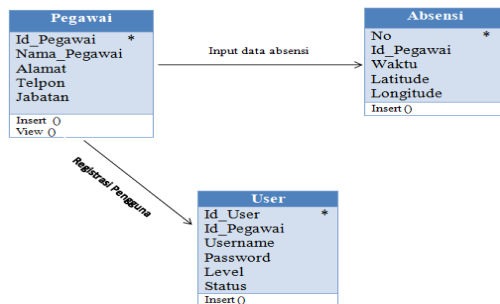 Pegawai
Id_Pegawai *
Nama_Pegawai
Alamat
Telpon
Jabatan
Insert ()
View ()
Input data absensi
Absensi
No *
Id_Pegawai
Waktu
Latitude
Longitude
Insert ()
Registrasi Pengguna
User
Id_User *
Id_Pegawai
Username
Password
Level
Status
Insert ()